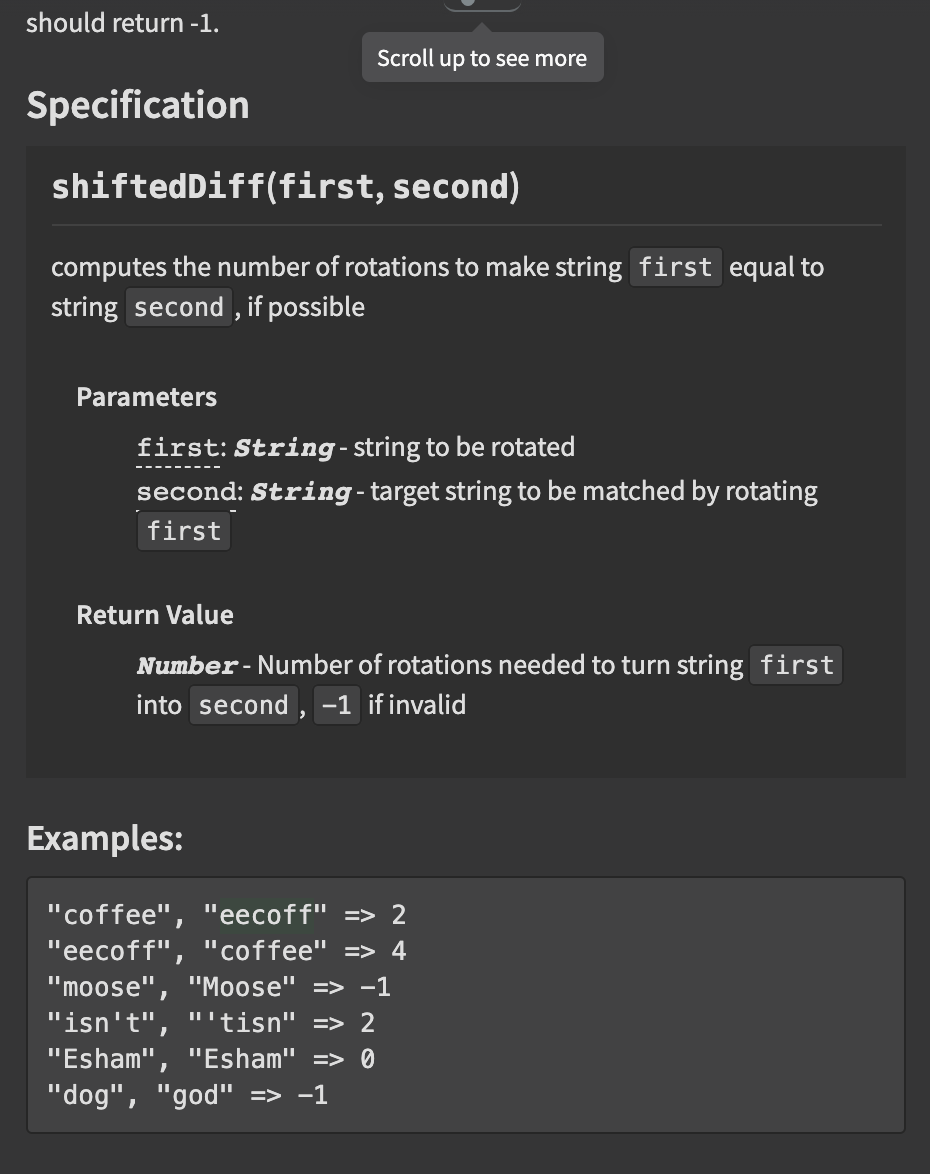 should return -1.
Scroll up to see more
Specification
shiftedDiff(first, second)
computes the number of rotations to make string first equal to
string second , if possible
Parameters
first: String - string to be rotated
second: String - target string to be matched by rotating
first
Return Value
Number - Number of rotations needed to turn string first
into second , -1 if invalid
Examples:
"coffee", "eecoff" => 2
"eecoff", "coffee" => 4
"moose", "Moose" => -1
"isn't", "'tisn" => 2
"Esham", "Esham" => 0
"dog", "god" => -1